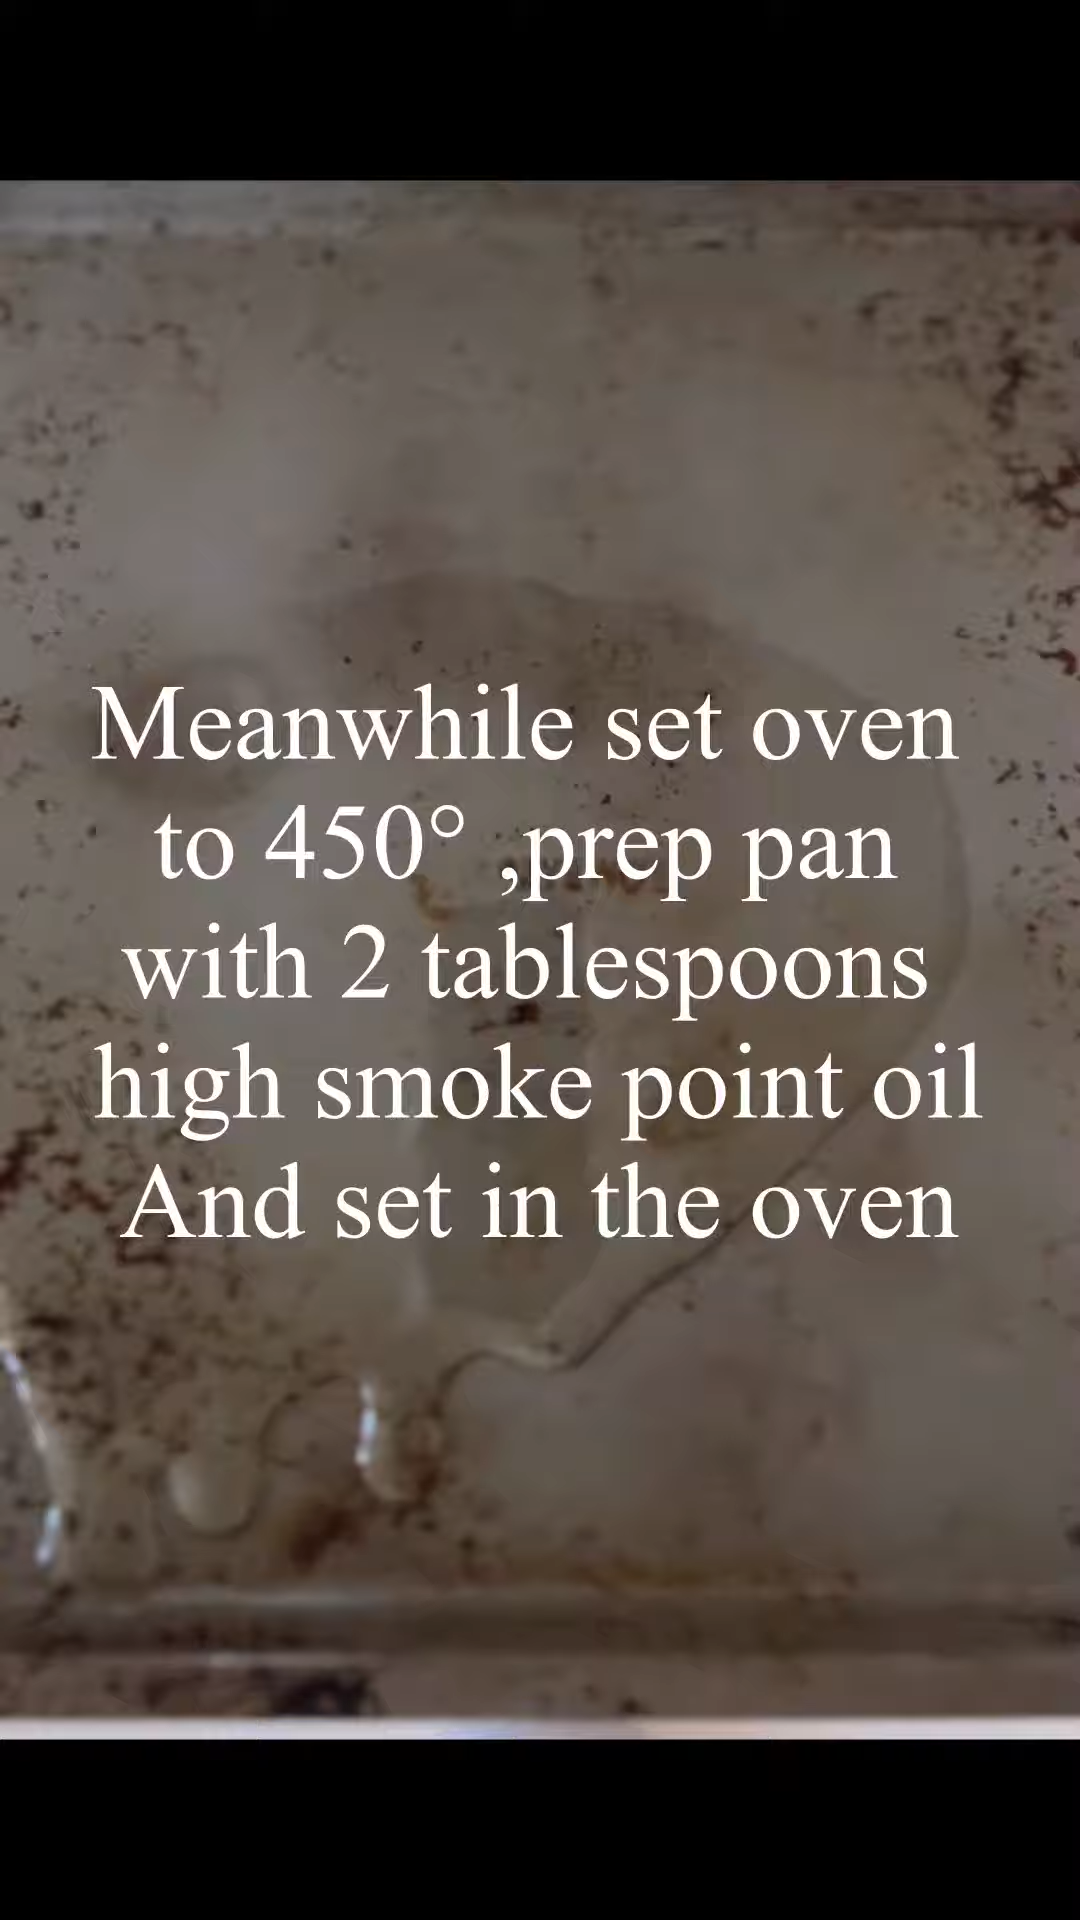 Meanwhile set oven
to 450° ,prep pan
with 2 tablespoons
high smoke point oil
And set in the oven